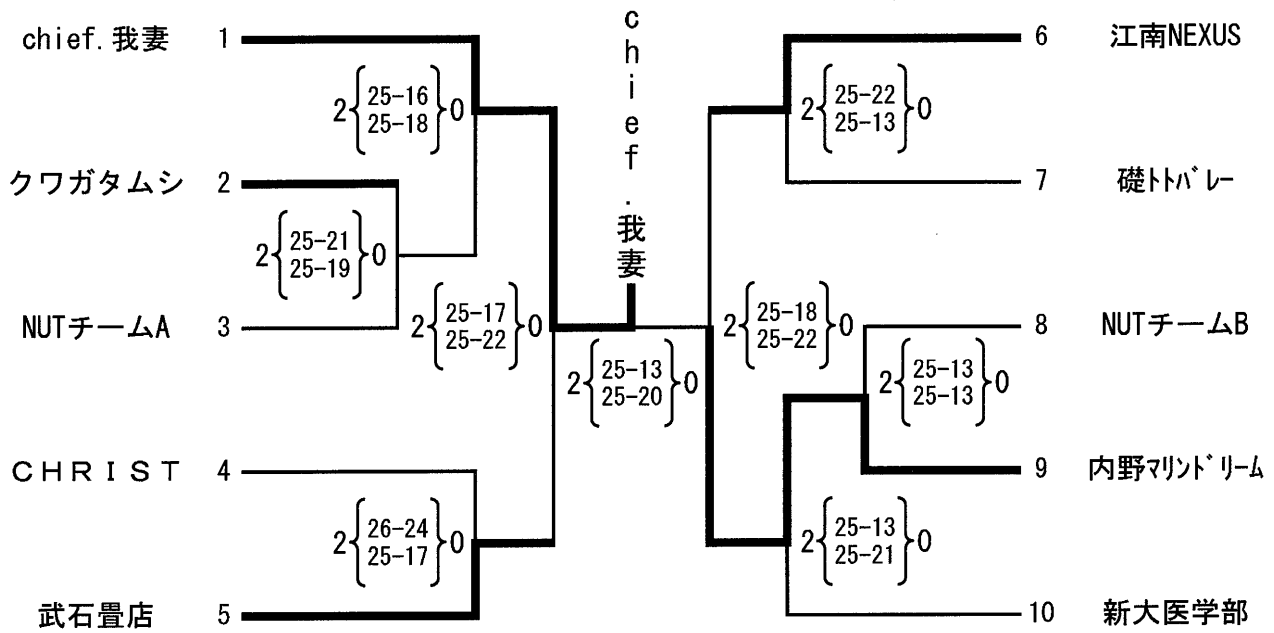 chief.我妻
chief.我妻 1
2 25-16 0
25-18
クワガタムシ 2
2 25-21 0
25-19
NUTチームA 3
2 25-17 0
25-22
CHRIST 4
2 26-24 0
25-17
武石畳店 5
2 25-13 0
25-20
6 江南NEXUS
2 25-22 0
25-13
7 礎トトバレー
2 25-18 0
25-22
8 NUTチームB
2 25-13 0
25-13
9 内野マリンドリーム
2 25-13 0
25-21
10 新大医学部